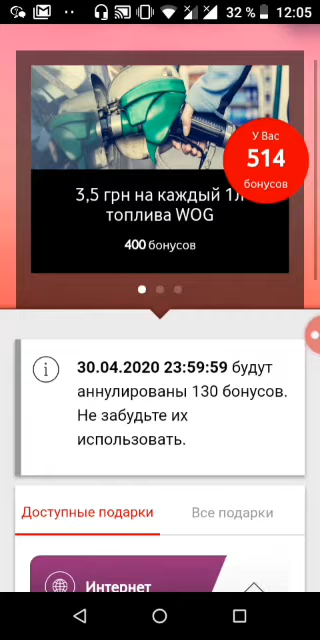 32 % 12:05
У Вас
514
бонусов
3,5 грн на каждый 1л
топлива WOG
400 бонусов
30.04.2020 23:59:59 будут
аннулированы 130 бонусов.
Не забудьте их
использовать.
Доступные подарки
Все подарки
Интернет